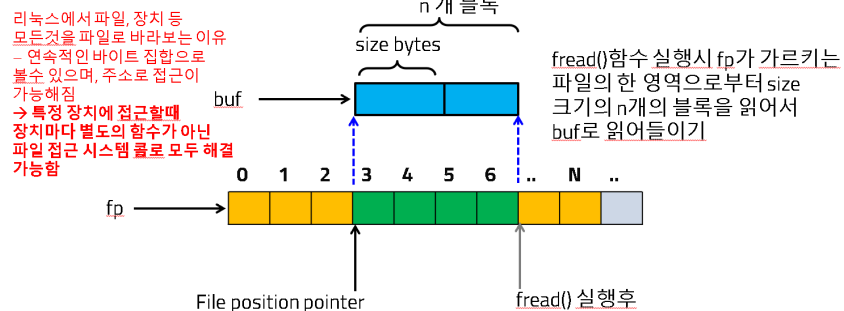 리눅스에서 파일, 장치 등
모든것을 파일로 바라보는 이유
– 연속적인 바이트 집합으로
볼수 있으며, 주소로 접근이
가능해짐
→ 특정 장치에 접근할때
장치마다 별도의 함수가 아닌
파일 접근 시스템 콜로 모두 해결
가능함
n 개 블록
size bytes
buf
fread()함수 실행시 fp가 가르키는
파일의 한 영역으로부터 size
크기의 n개의 블록을 읽어서
buf로 읽어들이기
0 1 2 3 4 5 6 .. N ..
fp
File position pointer
fread() 실행후